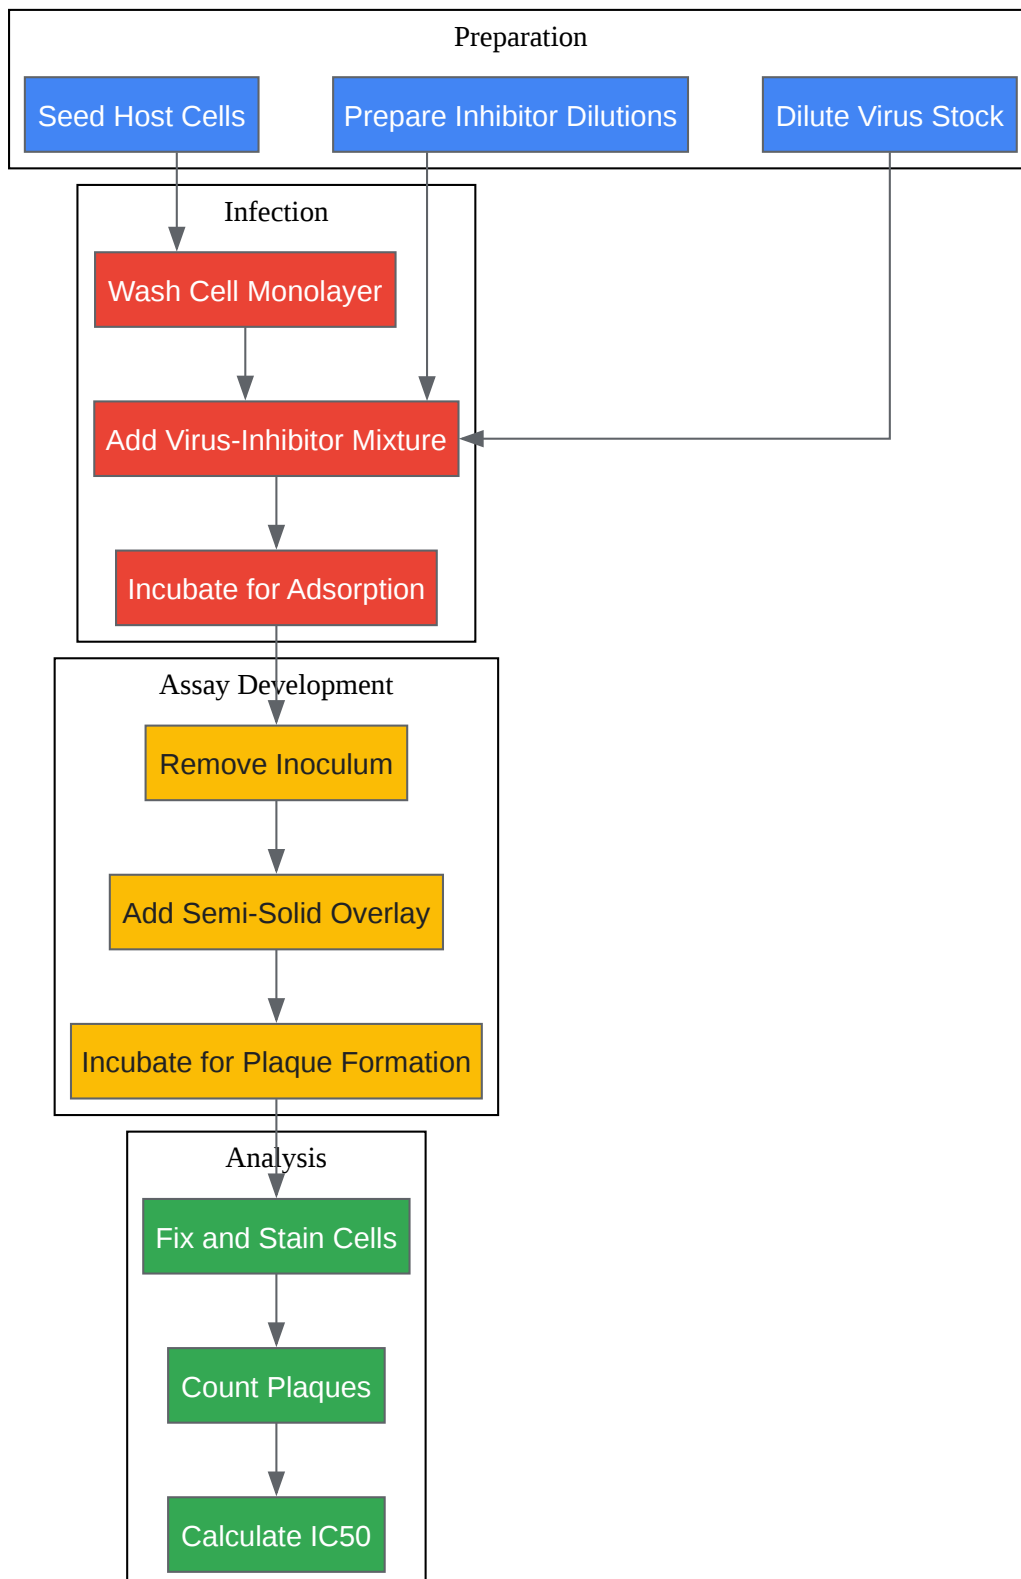 Preparation
Seed Host Cells
Prepare Inhibitor Dilutions
Dilute Virus Stock
Infection
Wash Cell Monolayer
Add Virus-Inhibitor Mixture
Incubate for Adsorption
Assay Development
Remove Inoculum
Add Semi-Solid Overlay
Incubate for Plaque Formation
Analysis
Fix and Stain Cells
Count Plaques
Calculate IC50